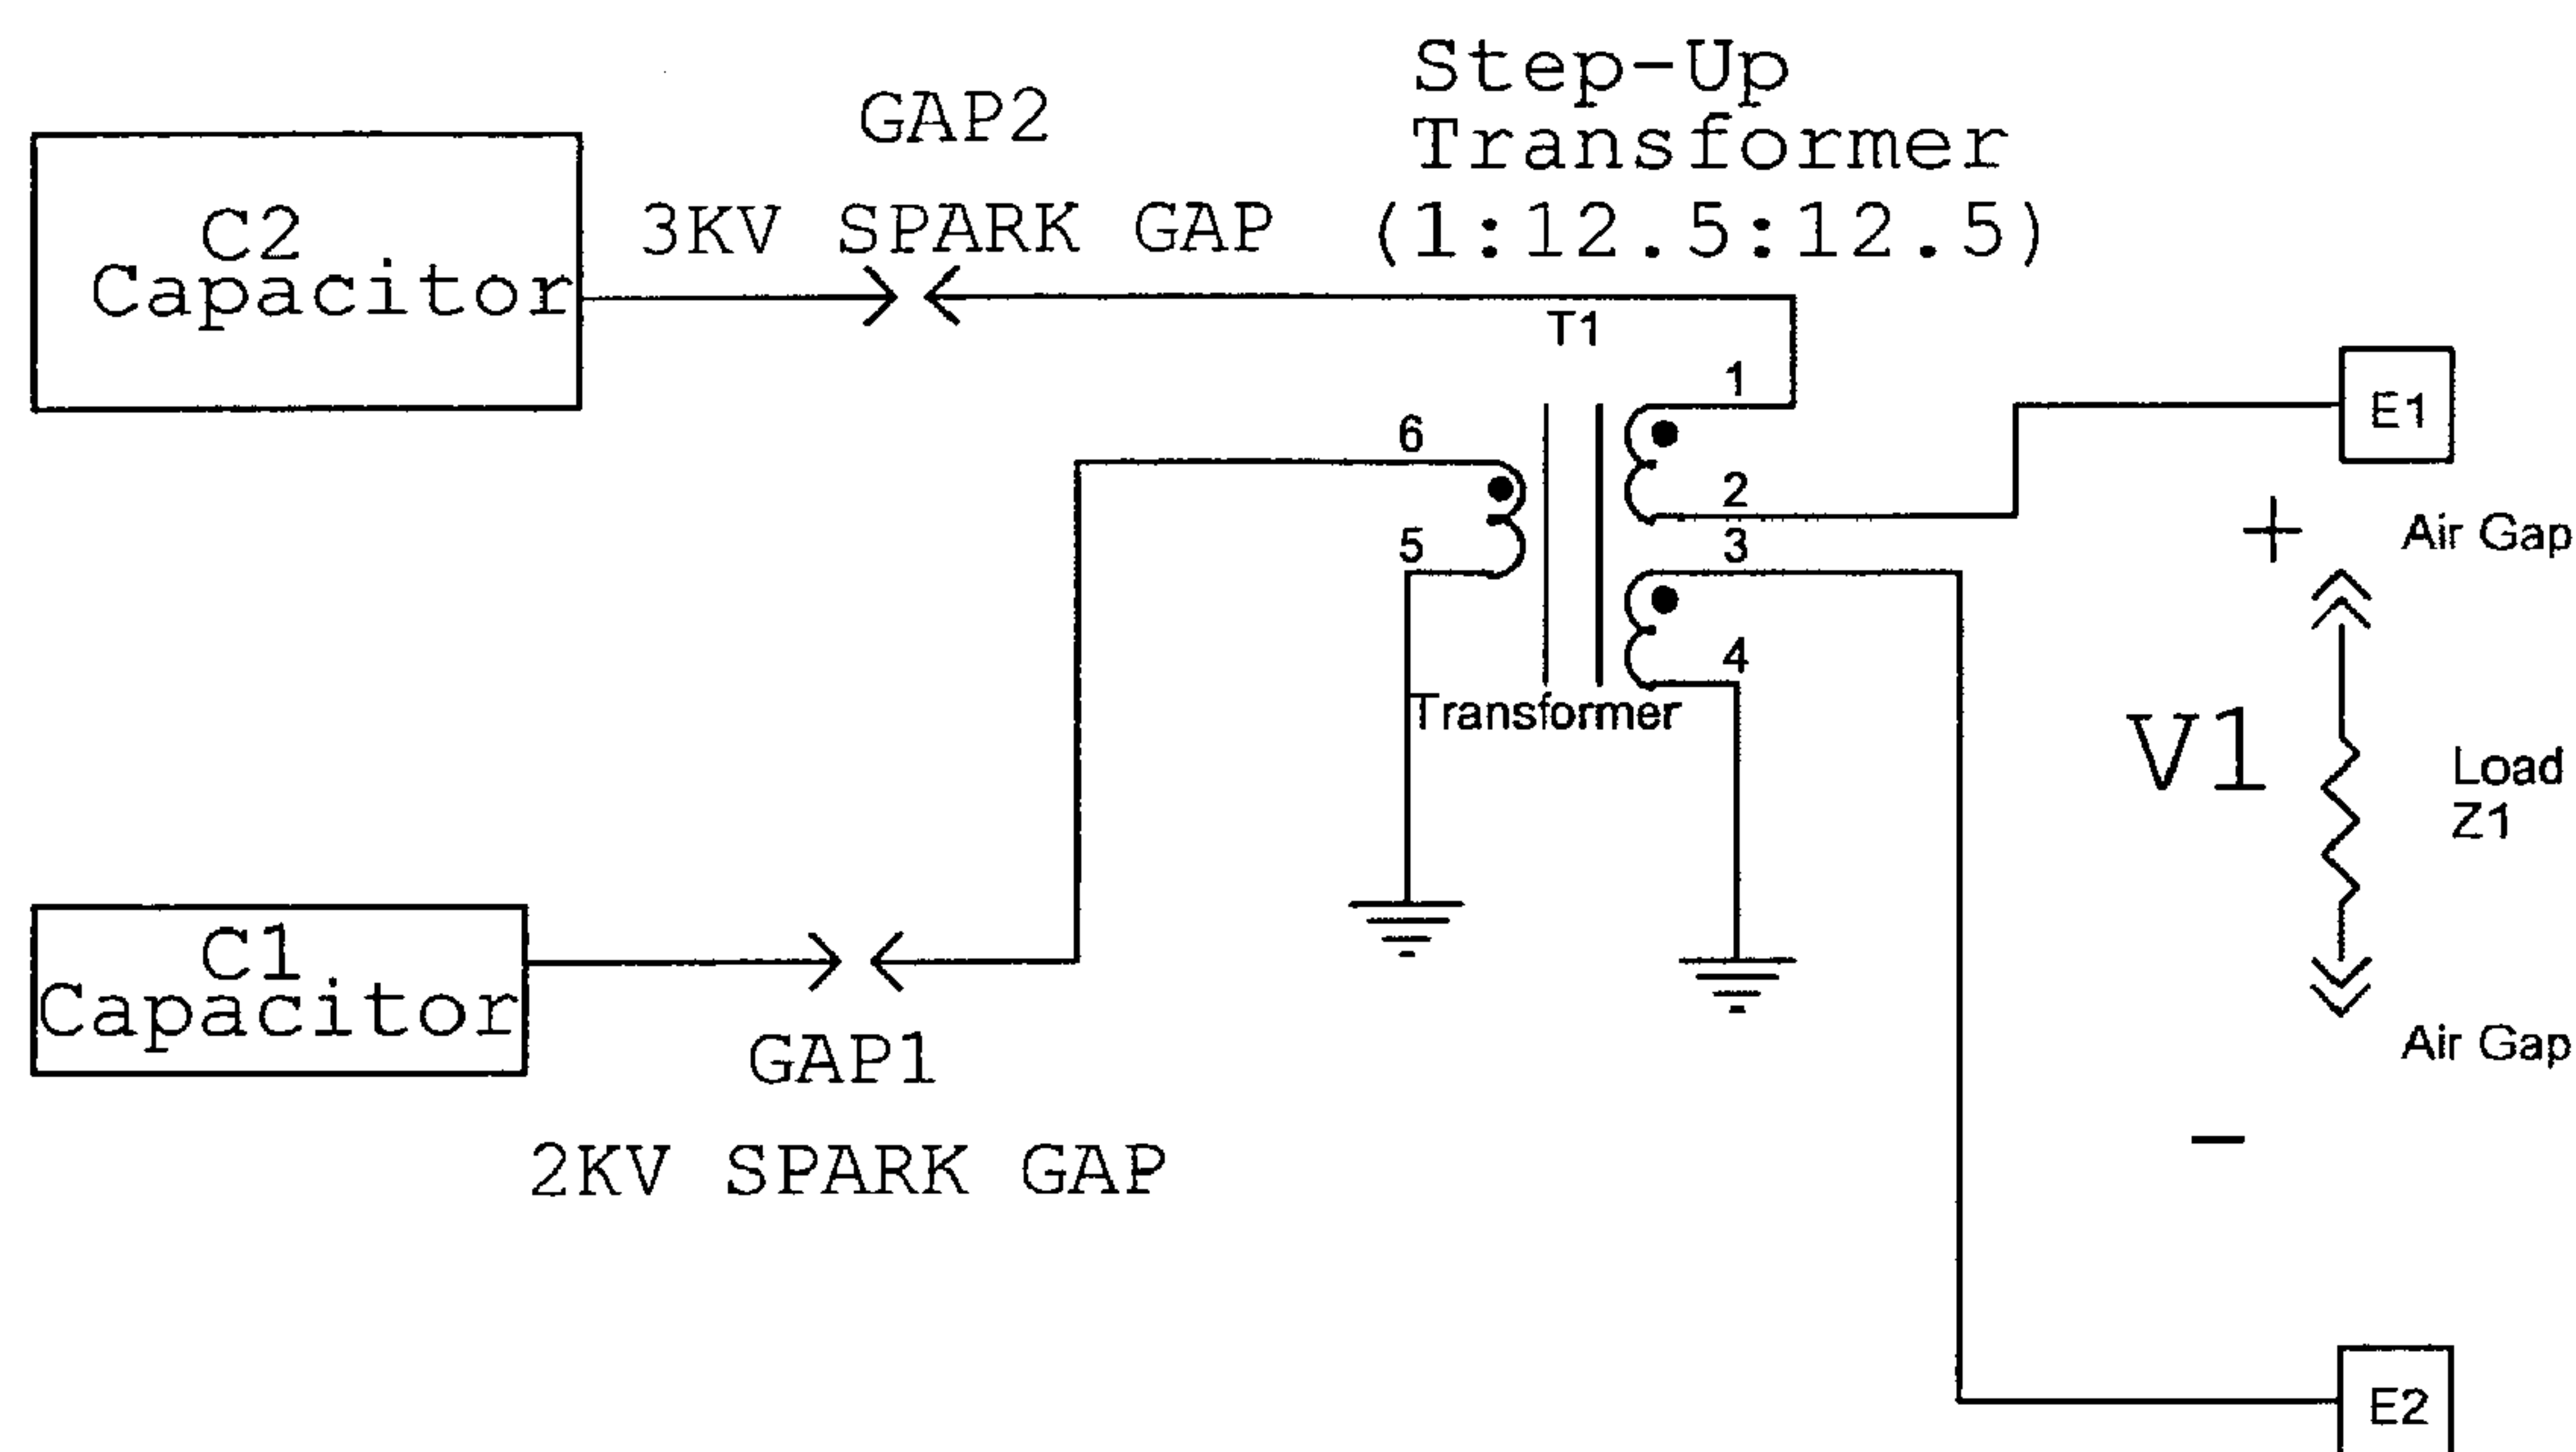 Step-Up
Transformer
(1:12.5:12.5)
GAP2
3KV SPARK GAP
C2
Capacitor
T1
1
2
3
4
6
5
Transformer
E1
+
Air Gap
V1
Load
Z1
Air Gap
-
C1
Capacitor
GAP1
2KV SPARK GAP
E2